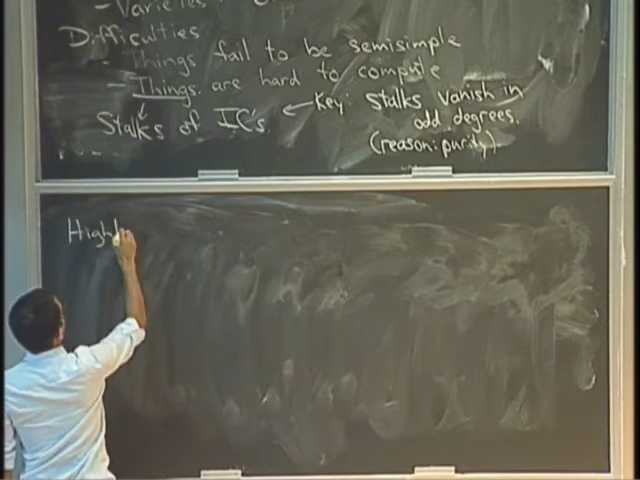 - Varieties
Difficulties
- Things fail to be semisimple
- Things are hard to compute
Stalks of IC's ← Key: Stalks vanish in
odd degrees.
(reason: purity)
High